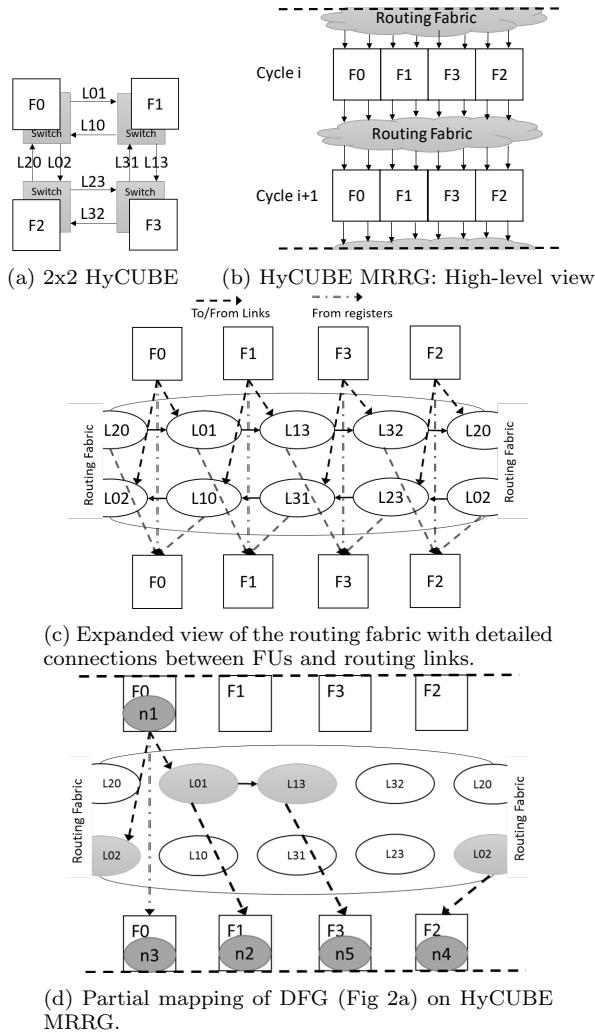 Routing Fabric
Cycle i
F0 F1 F3 F2
Routing Fabric
Cycle i+1
F0 F1 F3 F2
F0 L01 F1
L10
Switch Switch
L20 L02 L31 L13
Switch L23 Switch
L32
F2 F3
(a) 2x2 HyCUBE
(b) HyCUBE MRRG: High-level view
To/From Links From registers
F0 F1 F3 F2
L20 L01 L13 L32 L20
Routing Fabric Routing Fabric
L02 L10 L31 L23 L02
F0 F1 F3 F2
(c) Expanded view of the routing fabric with detailed
connections between FUs and routing links.
F0 F1 F3 F2
n1
L20 L01 L13 L32 L20
Routing Fabric Routing Fabric
L02 L10 L31 L23 L02
F0 F1 F3 F2
n3 n2 n5 n4
(d) Partial mapping of DFG (Fig 2a) on HyCUBE
MRRG.